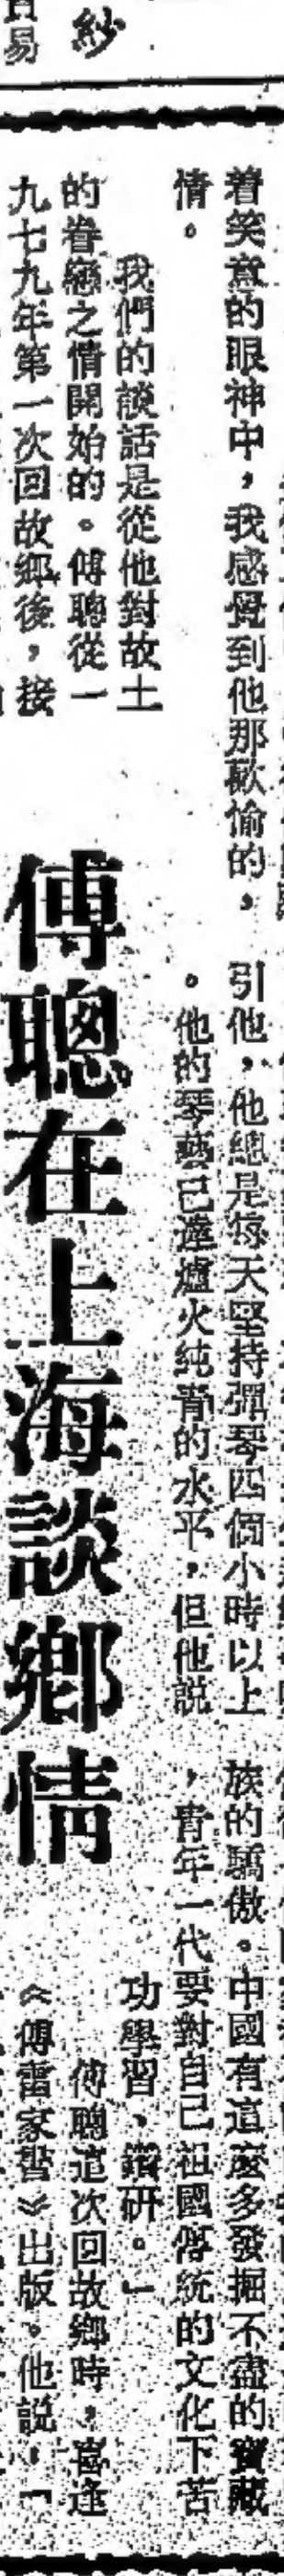 紗
貿易
着笑意的眼神中，我感覺到他那歡愉的，
情。
我們的談話是從他對故土
的眷戀之情開始的。傅聰從一
九七九年第一次回故鄉後，接
傅聰在上海談鄉情
引他，他總是每天堅持彈琴四個小時以上
。他的琴藝已達爐火純青的水平，但他說
族的驕傲。中國有這麼多發掘不盡的寶藏
，青年一代要對自己祖國傳統的文化下苦
功學習、鑽研。」
傅聰這次回故鄉時，喜逢
《傅雷家書》出版。他說：「